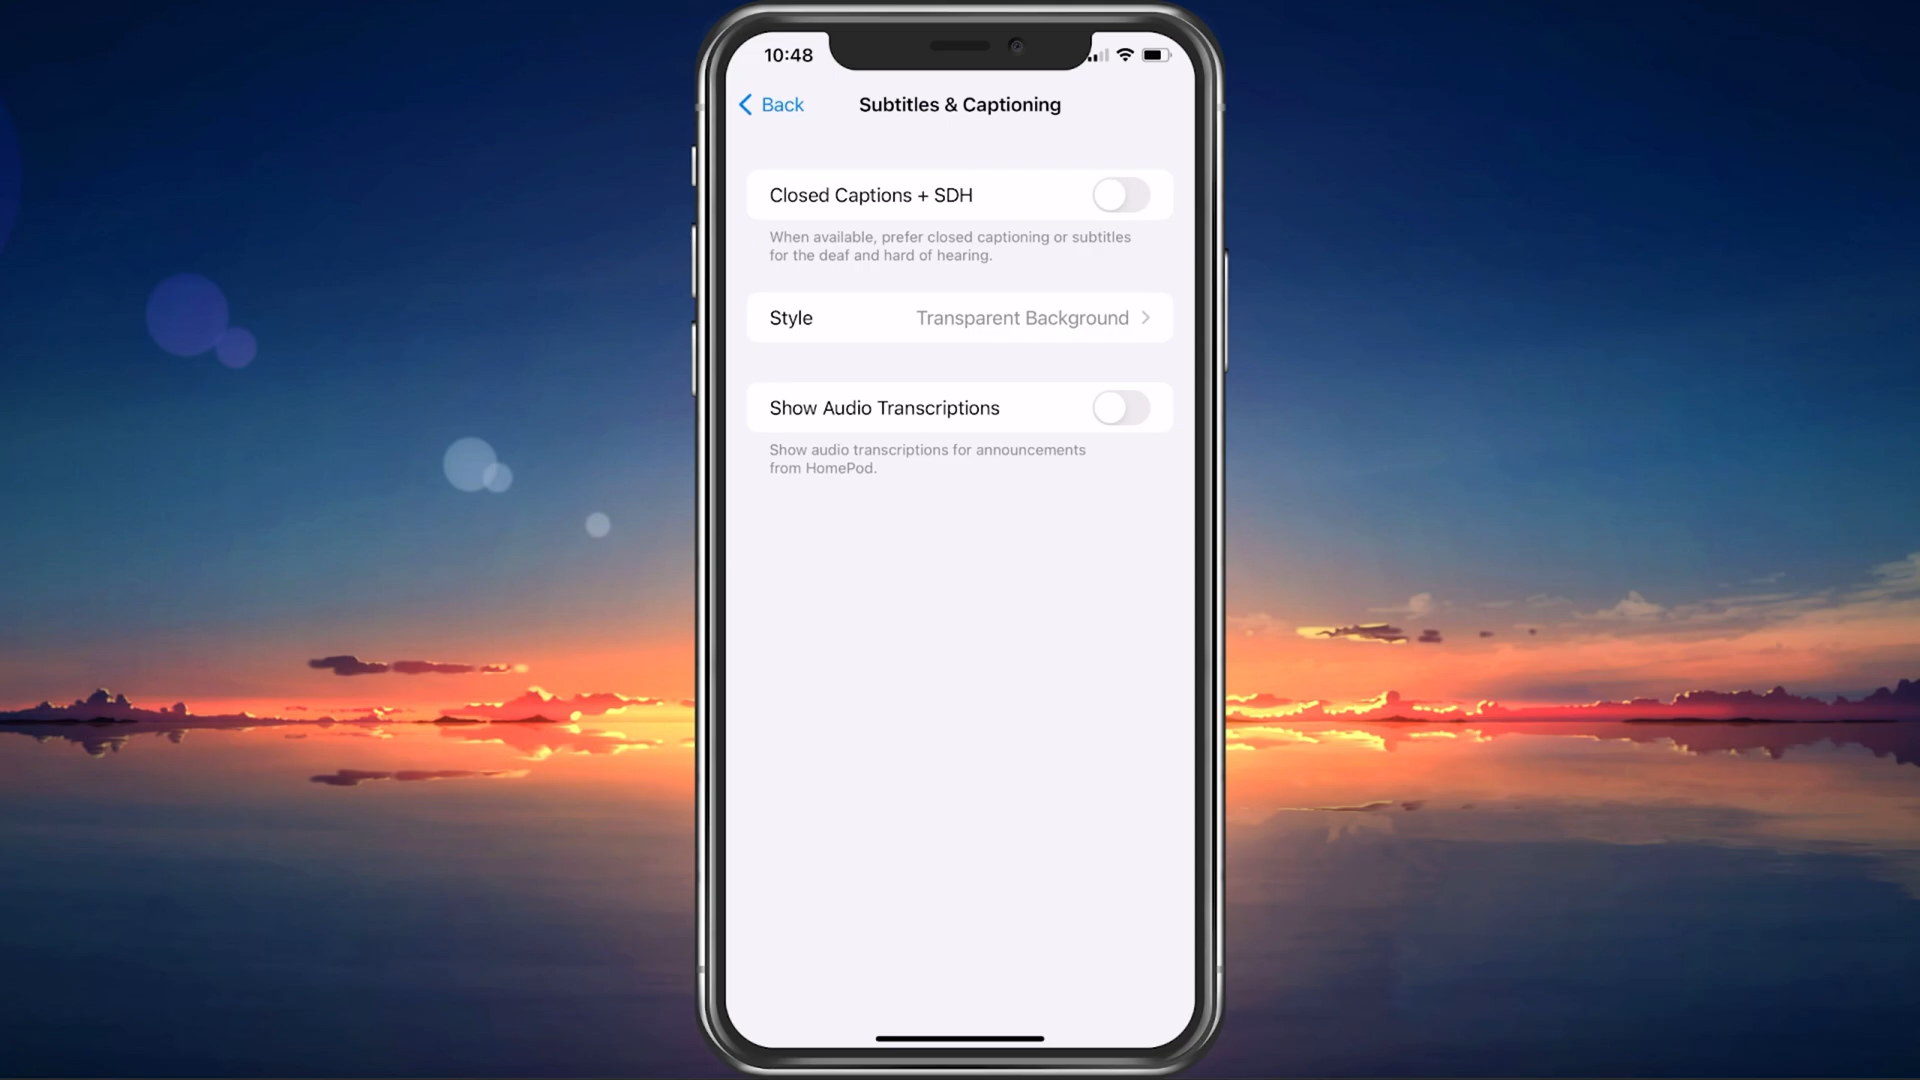 10:48
Back
Subtitles & Captioning
Closed Captions + SDH
When available, prefer closed captioning or subtitles
for the deaf and hard of hearing.
Style Transparent Background
Show Audio Transcriptions
Show audio transcriptions for announcements
from HomePod.